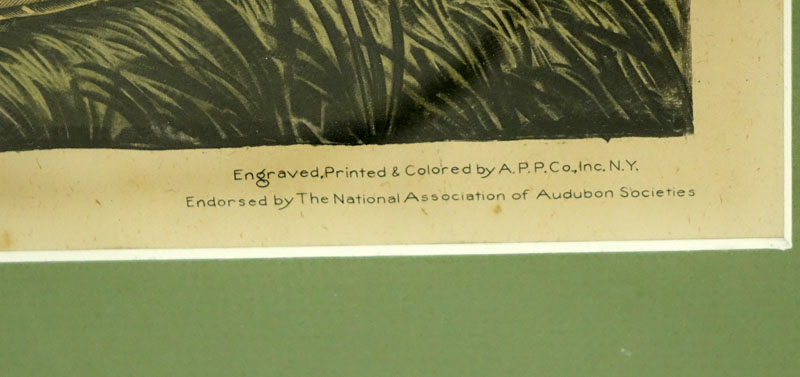 Engraved, Printed & Colored by A.P.P.Co., Inc. N.Y.
Endorsed by The National Association of Audubon Societies